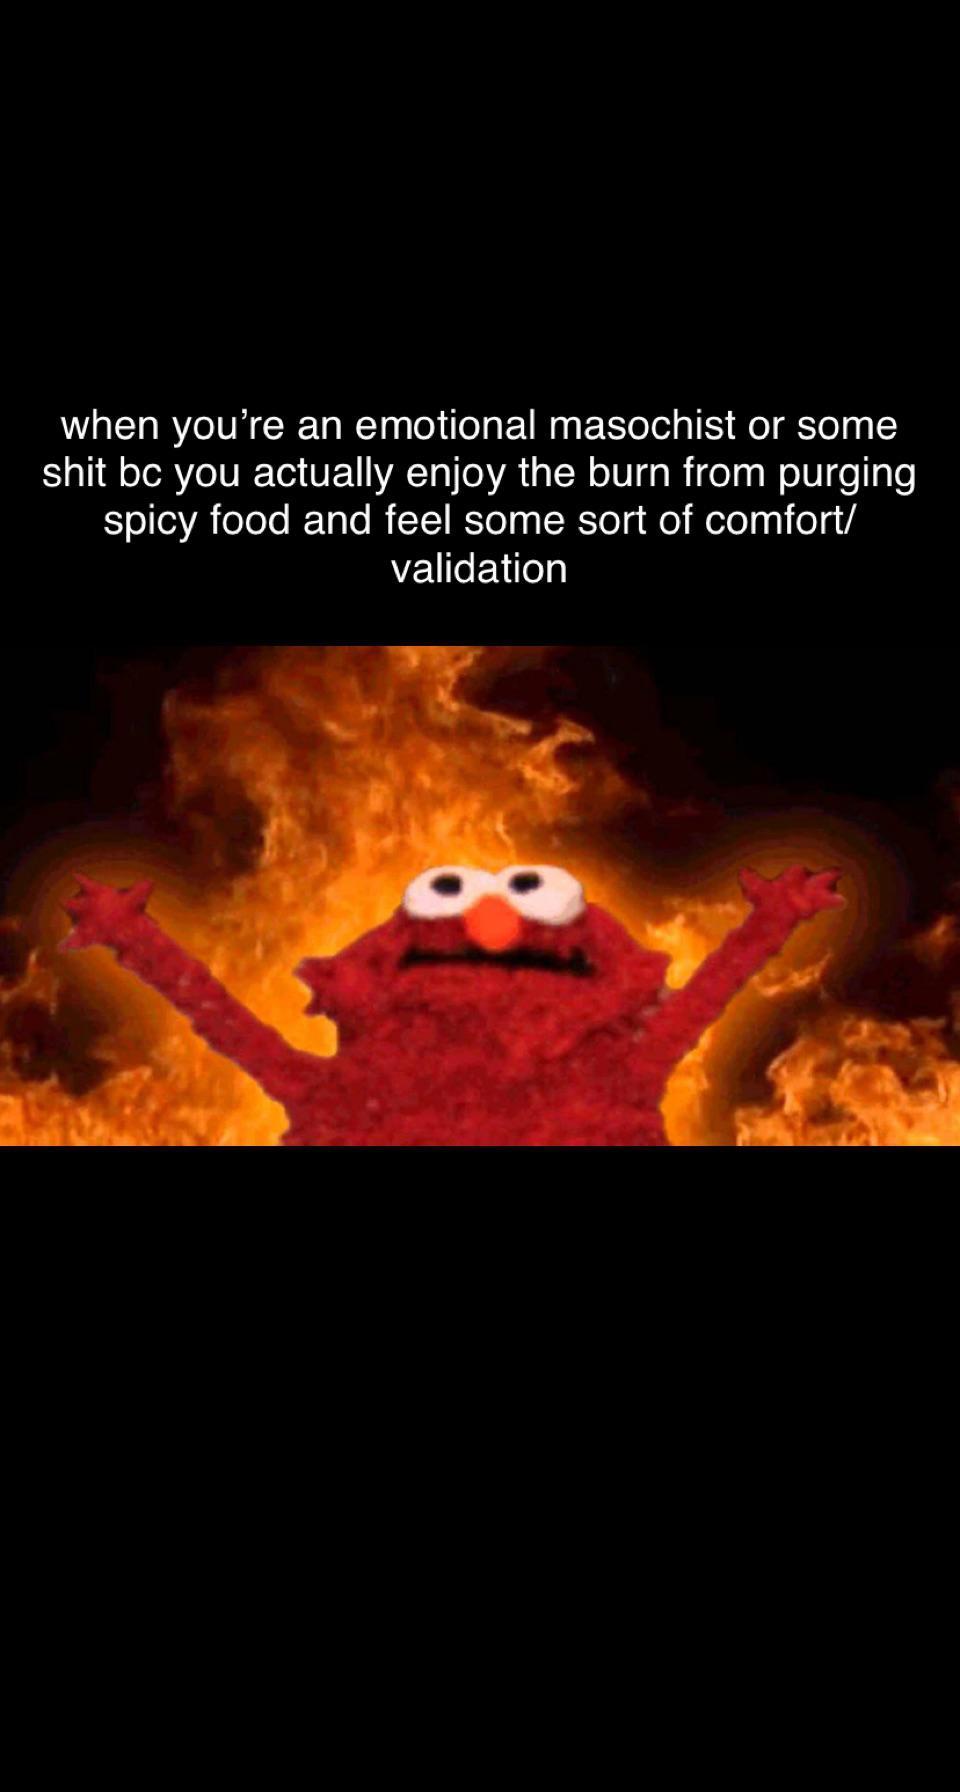 when you’re an emotional masochist or some
shit bc you actually enjoy the burn from purging
spicy food and feel some sort of comfort/
validation